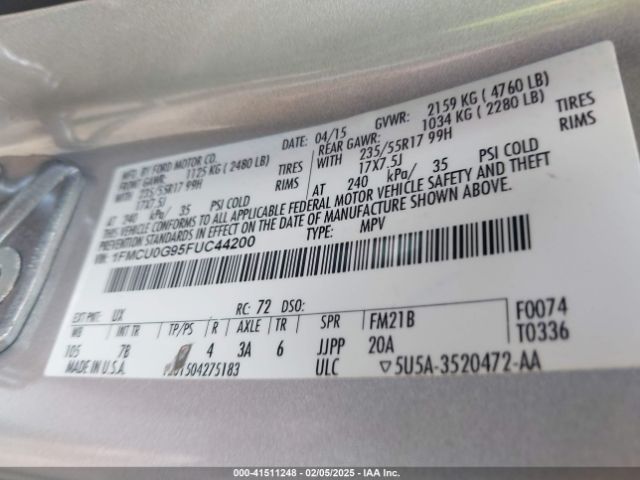 MFG. BY FORD MOTOR CO. DATE: 04/15 GVWR: 2159 KG ( 4760 LB)
FRONT GAWR: 1125 KG ( 2480 LB) REAR GAWR: 1034 KG ( 2280 LB)
WITH 235/55R17 99H TIRES WITH 235/55R17 99H TIRES
17X7.5J RIMS 17X7.5J RIMS
AT 240 kPa/ 35 PSI COLD AT 240 kPa/ 35 PSI COLD
THIS VEHICLE CONFORMS TO ALL APPLICABLE FEDERAL MOTOR VEHICLE SAFETY AND THEFT
PREVENTION STANDARDS IN EFFECT ON THE DATE OF MANUFACTURE SHOWN ABOVE.
VIN: 1FMCU0G95FUC44200 TYPE: MPV
EXT PNT: UX RC: 72 DSO: F0074
WB INT TR TP/PS R AXLE TR SPR FM21B T0336
105 7B 4 3A 6 JJPP 20A
MADE IN U.S.A. 1504275183 ULC ▽5U5A-3520472-AA
000-41511248 - 02/05/2025 - IAA Inc.